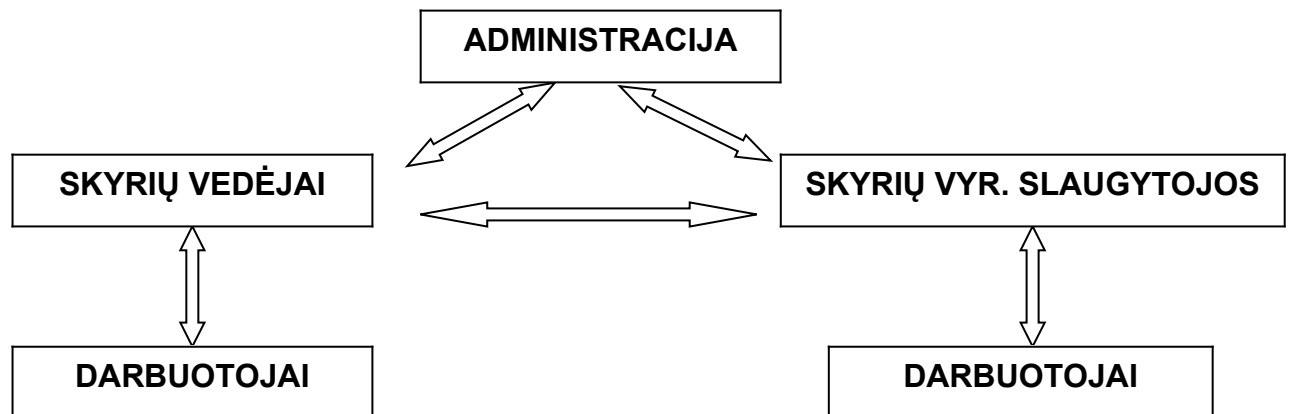 ADMINISTRACIJA
SKYRIŲ VEDĖJAI
SKYRIŲ VYR. SLAUGYTOJOS
DARBUOTOJAI
DARBUOTOJAI